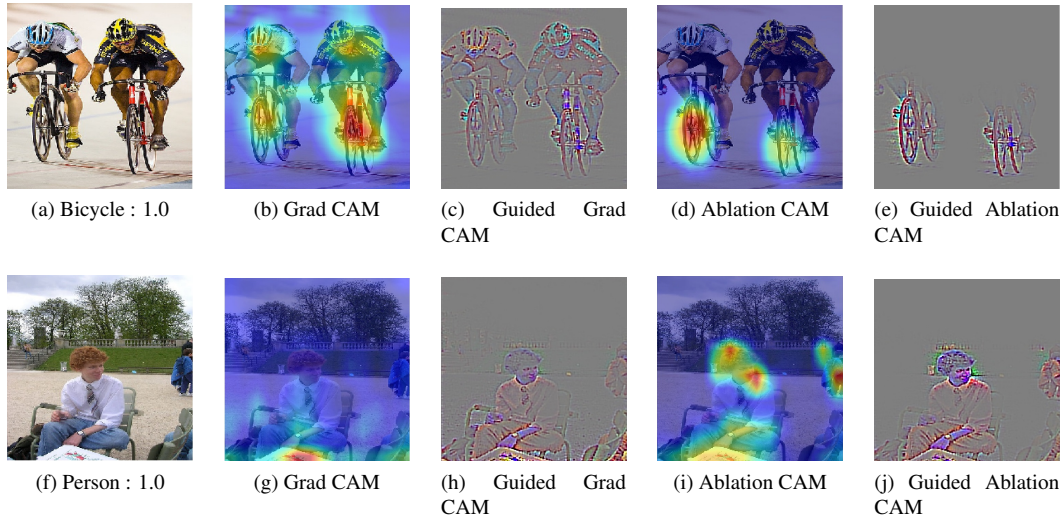 (a) Bicycle : 1.0
(b) Grad CAM
(c) Guided Grad
CAM
(d) Ablation CAM
(e) Guided Ablation
CAM
(f) Person : 1.0
(g) Grad CAM
(h) Guided Grad
CAM
(i) Ablation CAM
(j) Guided Ablation
CAM